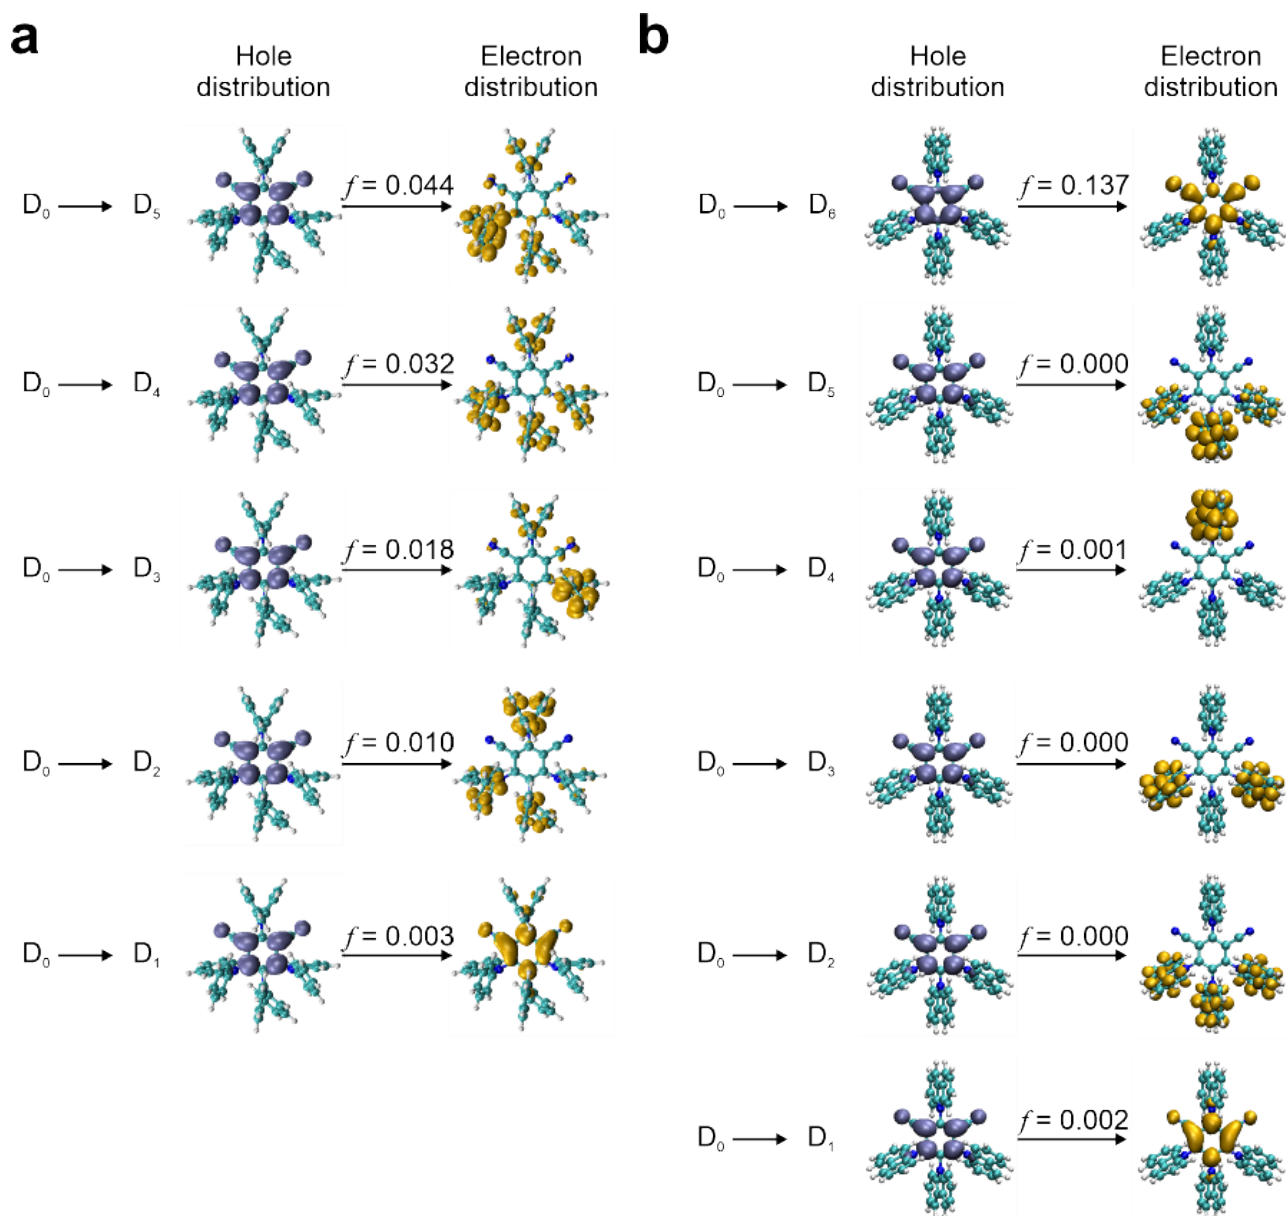 a
Hole distribution
Electron distribution
D₀ → D₅ f = 0.044
D₀ → D₄ f = 0.032
D₀ → D₃ f = 0.018
D₀ → D₂ f = 0.010
D₀ → D₁ f = 0.003
b
Hole distribution
Electron distribution
D₀ → D₆ f = 0.137
D₀ → D₅ f = 0.000
D₀ → D₄ f = 0.001
D₀ → D₃ f = 0.000
D₀ → D₂ f = 0.000
D₀ → D₁ f = 0.002